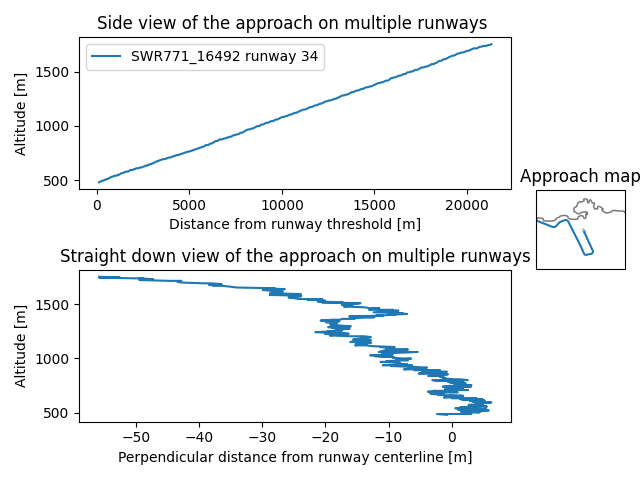 Side view of the approach on multiple runways
SWR771_16492 runway 34
Altitude [m]
1500
1000
500
0
5000
10000
15000
20000
Distance from runway threshold [m]
Approach map
Straight down view of the approach on multiple runways
Altitude [m]
1500
1000
500
−50
−40
−30
−20
−10
0
Perpendicular distance from runway centerline [m]